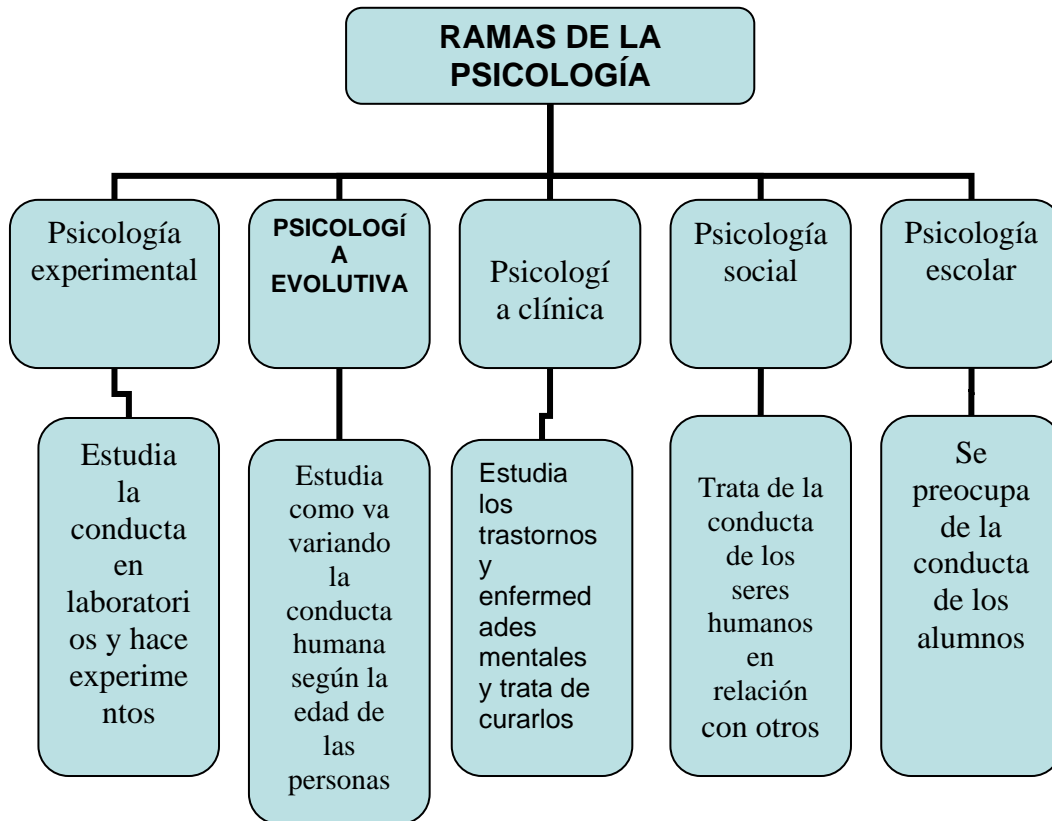 RAMAS DE LA
PSICOLOGÍA
Psicología
experimental
PSICOLOGÍ
A
EVOLUTIVA
Psicologí
a clínica
Psicología
social
Psicología
escolar
Estudia
la
conducta
en
laboratori
os y hace
experime
ntos
Estudia
como va
variando
la
conducta
humana
según la
edad de
las
personas
Estudia
los
trastornos
y
enfermed
ades
mentales
y trata de
curarlos
Trata de la
conducta
de los
seres
humanos
en
relación
con otros
Se
preocupa
de la
conducta
de los
alumnos